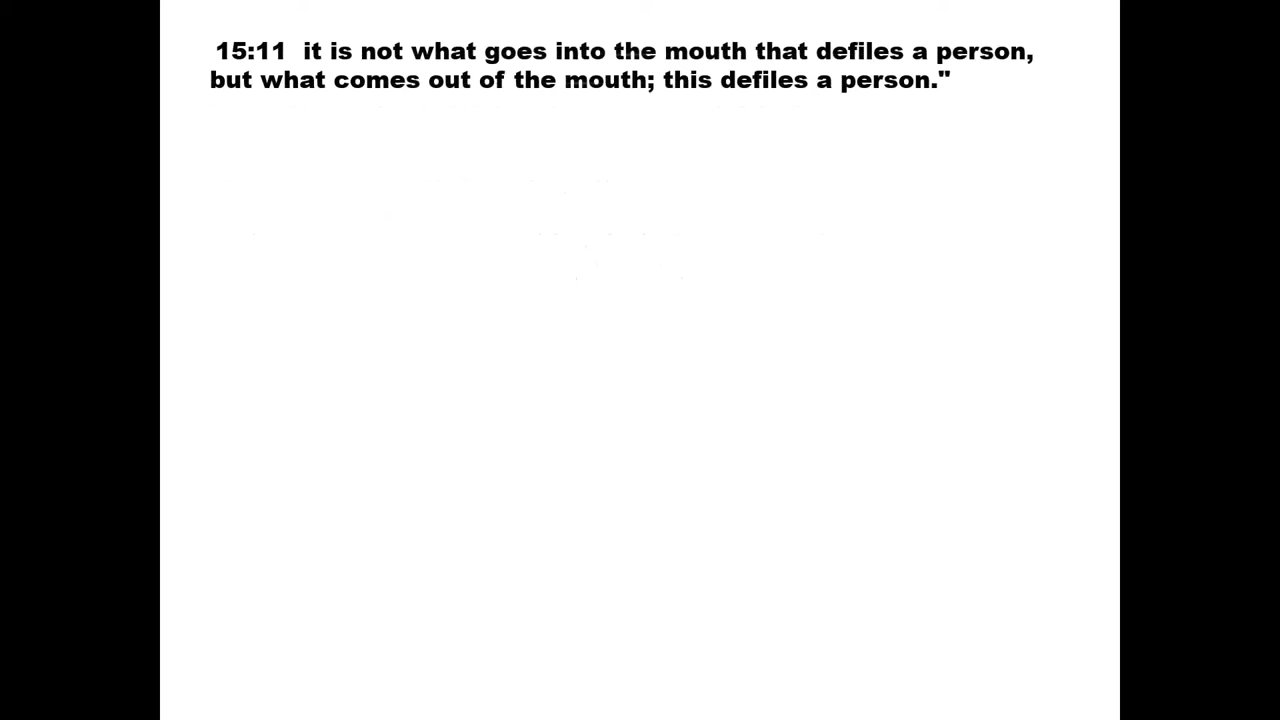 15:11  it is not what goes into the mouth that defiles a person,
but what comes out of the mouth; this defiles a person."